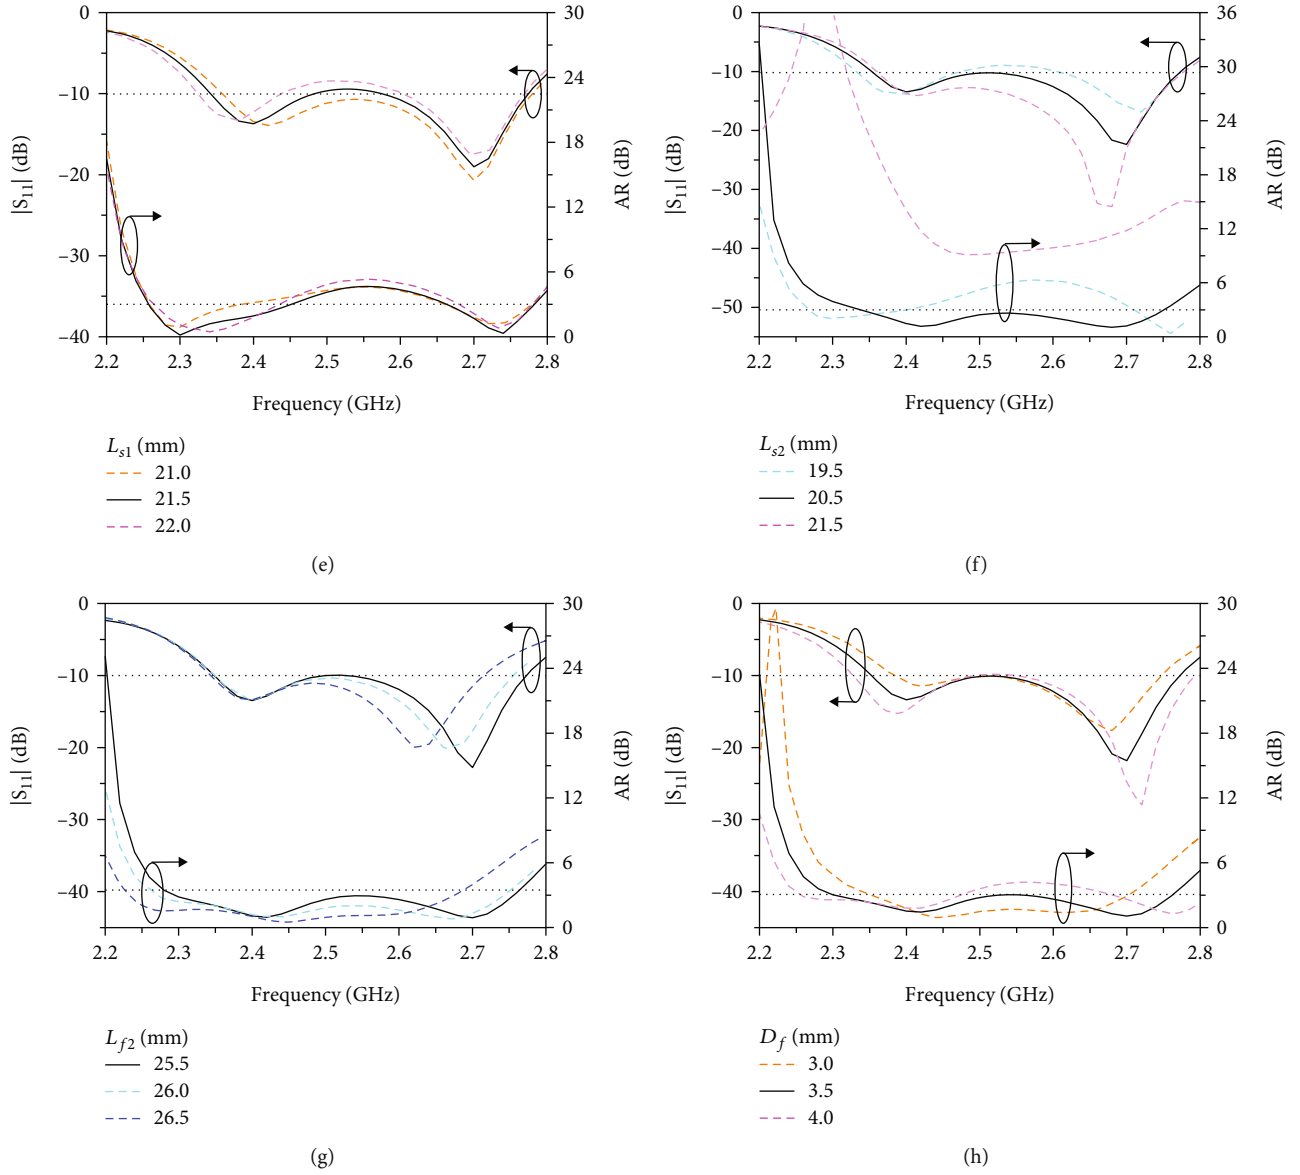 0
−10
−20
−30
−40
|S11| (dB)
30
24
18
12
6
0
AR (dB)
2.2 2.3 2.4 2.5 2.6 2.7 2.8
Frequency (GHz)
Ls1 (mm)
21.0
21.5
22.0
(e)
0
−10
−20
−30
−40
−50
|S11| (dB)
36
30
24
18
12
6
0
AR (dB)
2.2 2.3 2.4 2.5 2.6 2.7 2.8
Frequency (GHz)
Ls2 (mm)
19.5
20.5
21.5
(f)
0
−10
−20
−30
−40
|S11| (dB)
30
24
18
12
6
0
AR (dB)
2.2 2.3 2.4 2.5 2.6 2.7 2.8
Frequency (GHz)
Lf2 (mm)
25.5
26.0
26.5
(g)
0
−10
−20
−30
−40
|S11| (dB)
30
24
18
12
6
0
AR (dB)
2.2 2.3 2.4 2.5 2.6 2.7 2.8
Frequency (GHz)
Df (mm)
3.0
3.5
4.0
(h)